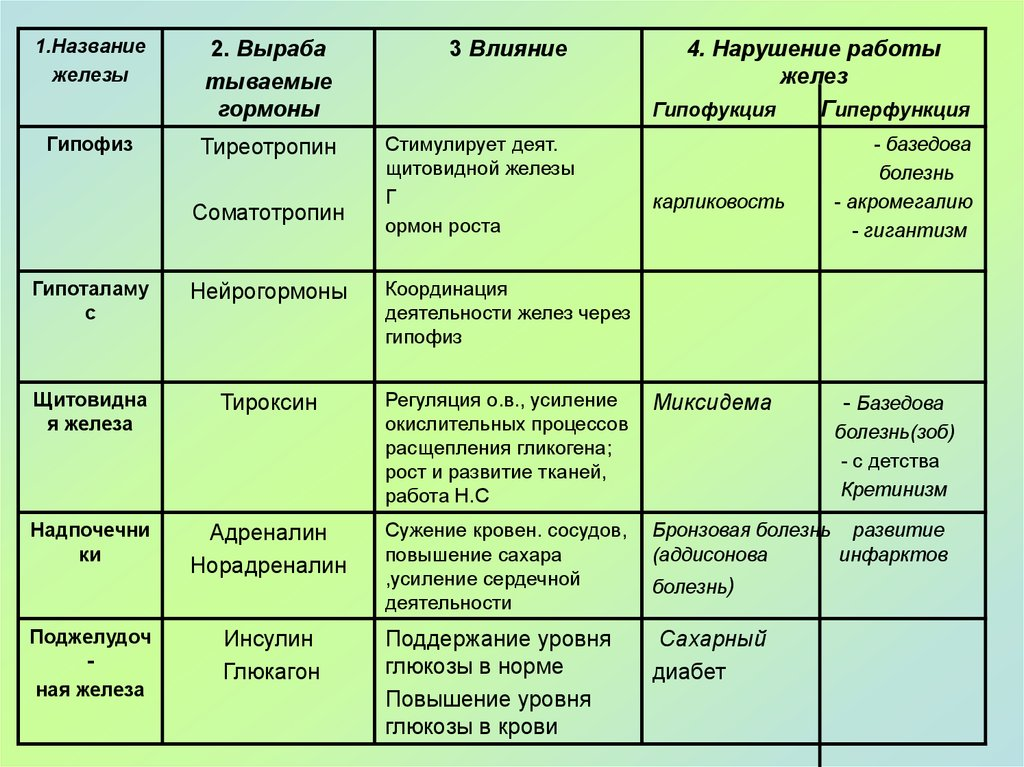 1.Название
железы
2. Выраба
тываемые
гормоны
3 Влияние
4. Нарушение работы
желез
Гипофукция Гиперфункция
Гипофиз
Тиреотропин
Соматотропин
Стимулирует деят.
щитовидной железы
Г
ормон роста
карликовость
- базедова
болезнь
- акромегалию
- гигантизм
Гипоталаму
с
Нейрогормоны
Координация
деятельности желез через
гипофиз
Щитовидна
я железа
Тироксин
Регуляция о.в., усиление
окислительных процессов
расщепления гликогена;
рост и развитие тканей,
работа Н.С
Миксидема
- Базедова
болезнь(зоб)
- с детства
Кретинизм
Надпочечни
ки
Адреналин
Норадреналин
Сужение кровен. сосудов,
повышение сахара
,усиление сердечной
деятельности
Бронзовая болезнь
(аддисонова
болезнь)
развитие
инфарктов
Поджелудоч
-
ная железа
Инсулин
Глюкагон
Поддержание уровня
глюкозы в норме
Повышение уровня
глюкозы в крови
Сахарный
диабет